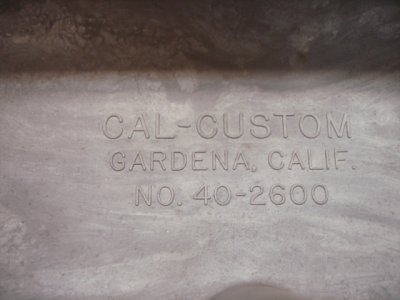 CAL-CUSTOM
GARDENA, CALIF.
NO. 40-2600